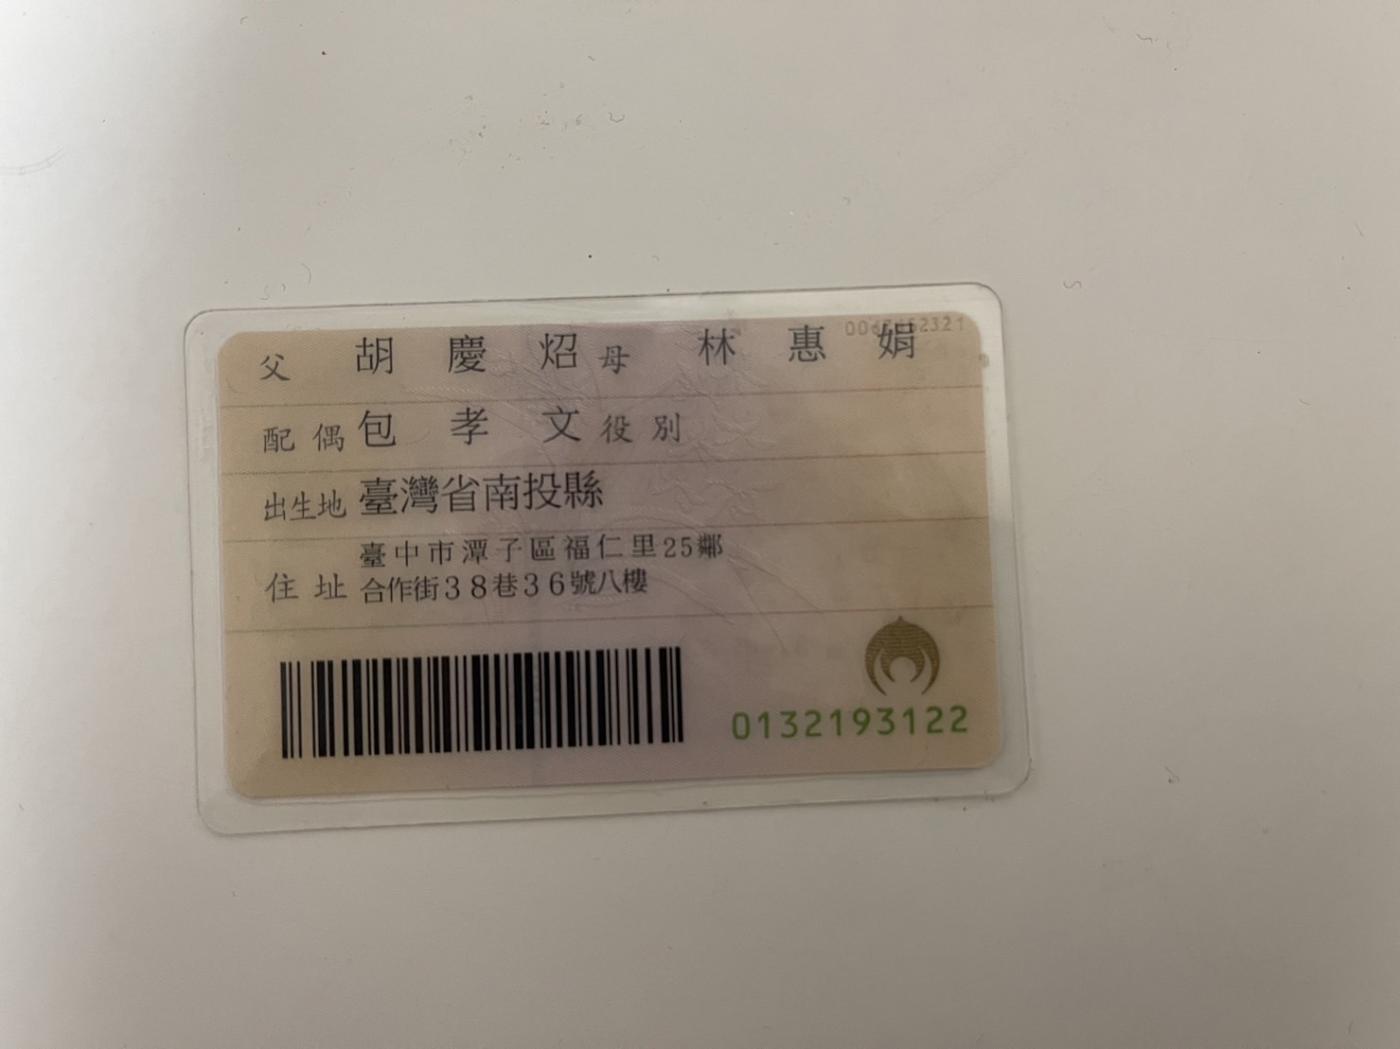 父 胡慶炤 母 林惠娟
配偶 包孝文 役別
出生地 臺灣省南投縣
住址 臺中市潭子區福仁里25鄰
合作街38巷36號八樓
0132193122